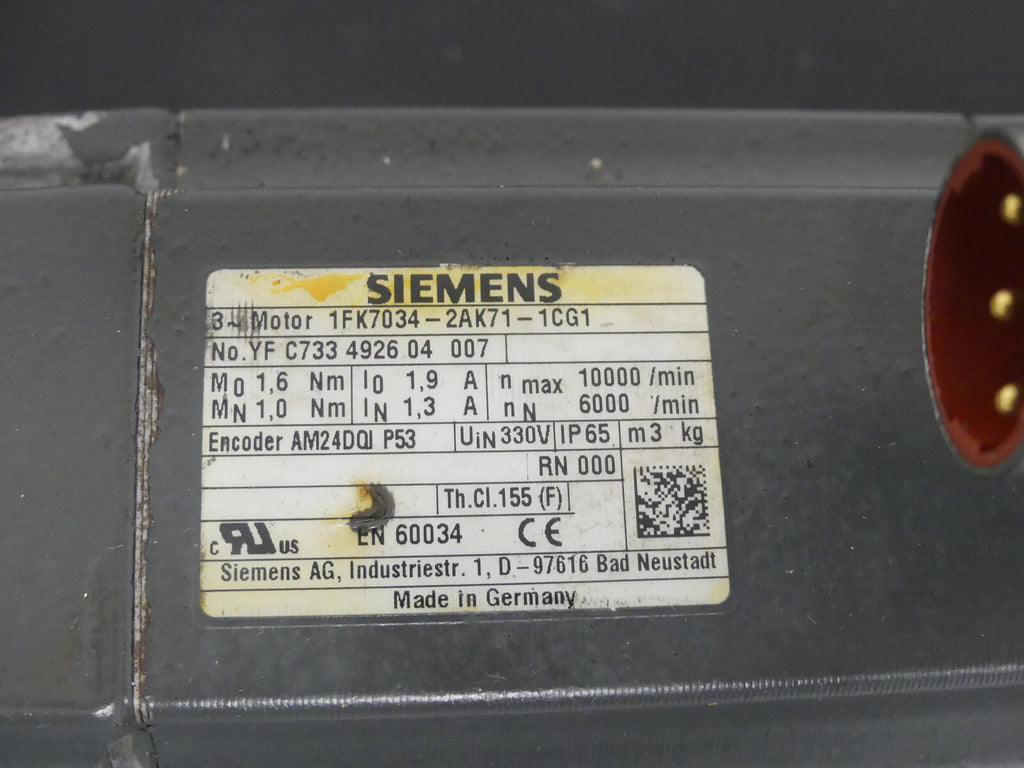 SIEMENS
3~ Motor 1FK7034-2AK71-1CG1
No.YF C733 4926 04 007
M0 1,6 Nm I0 1,9 A n max 10000 /min
MN 1,0 Nm IN 1,3 A n N 6000 /min
Encoder AM24DQI P53 UiN 330V IP65 m 3 kg
RN 000
Th.Cl.155 (F)
c RU US EN 60034 CE
Siemens AG, Industriestr. 1, D-97616 Bad Neustadt
Made in Germany